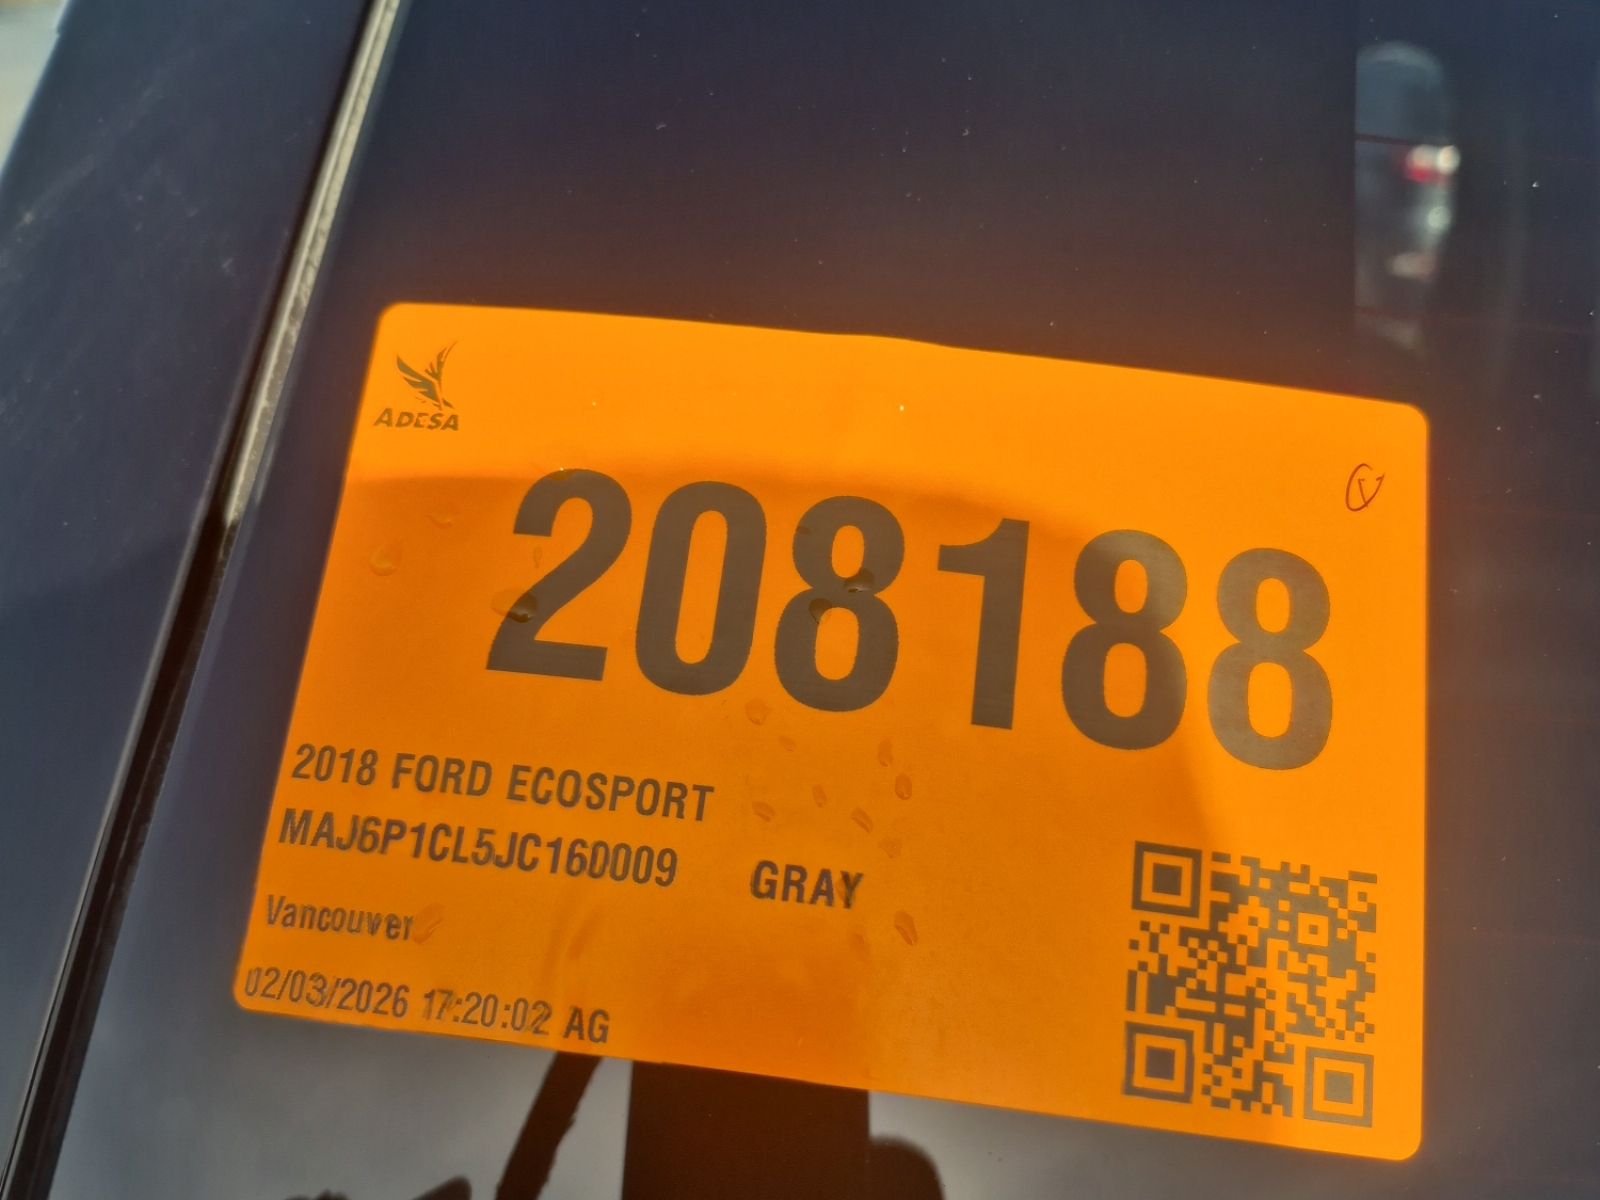 ADESA
208188
2018 FORD ECOSPORT
MAJ6P1CL5JC160009 GRAY
Vancouver
02/03/2026 17:20:02 AG